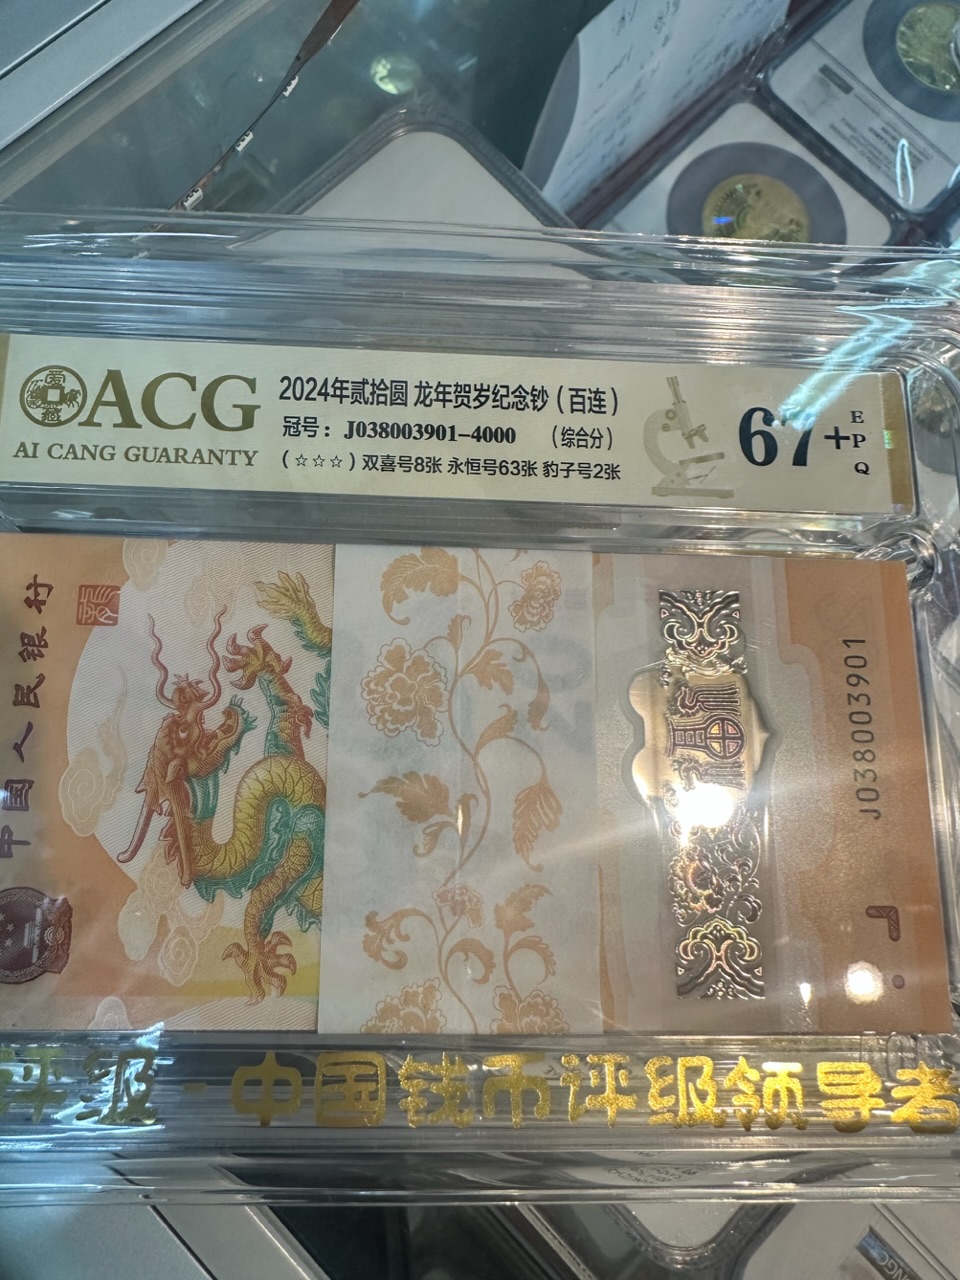 ACG
AI CANG GUARANTY
2024年贰拾圆 龙年贺岁纪念钞（百连）
冠号：J038003901-4000 （综合分）
（☆☆☆）双喜号8张 永恒号63张 豹子号2张
67+
EPQ
中国人民银行
J038003901
评级·中国钱币评级领导者